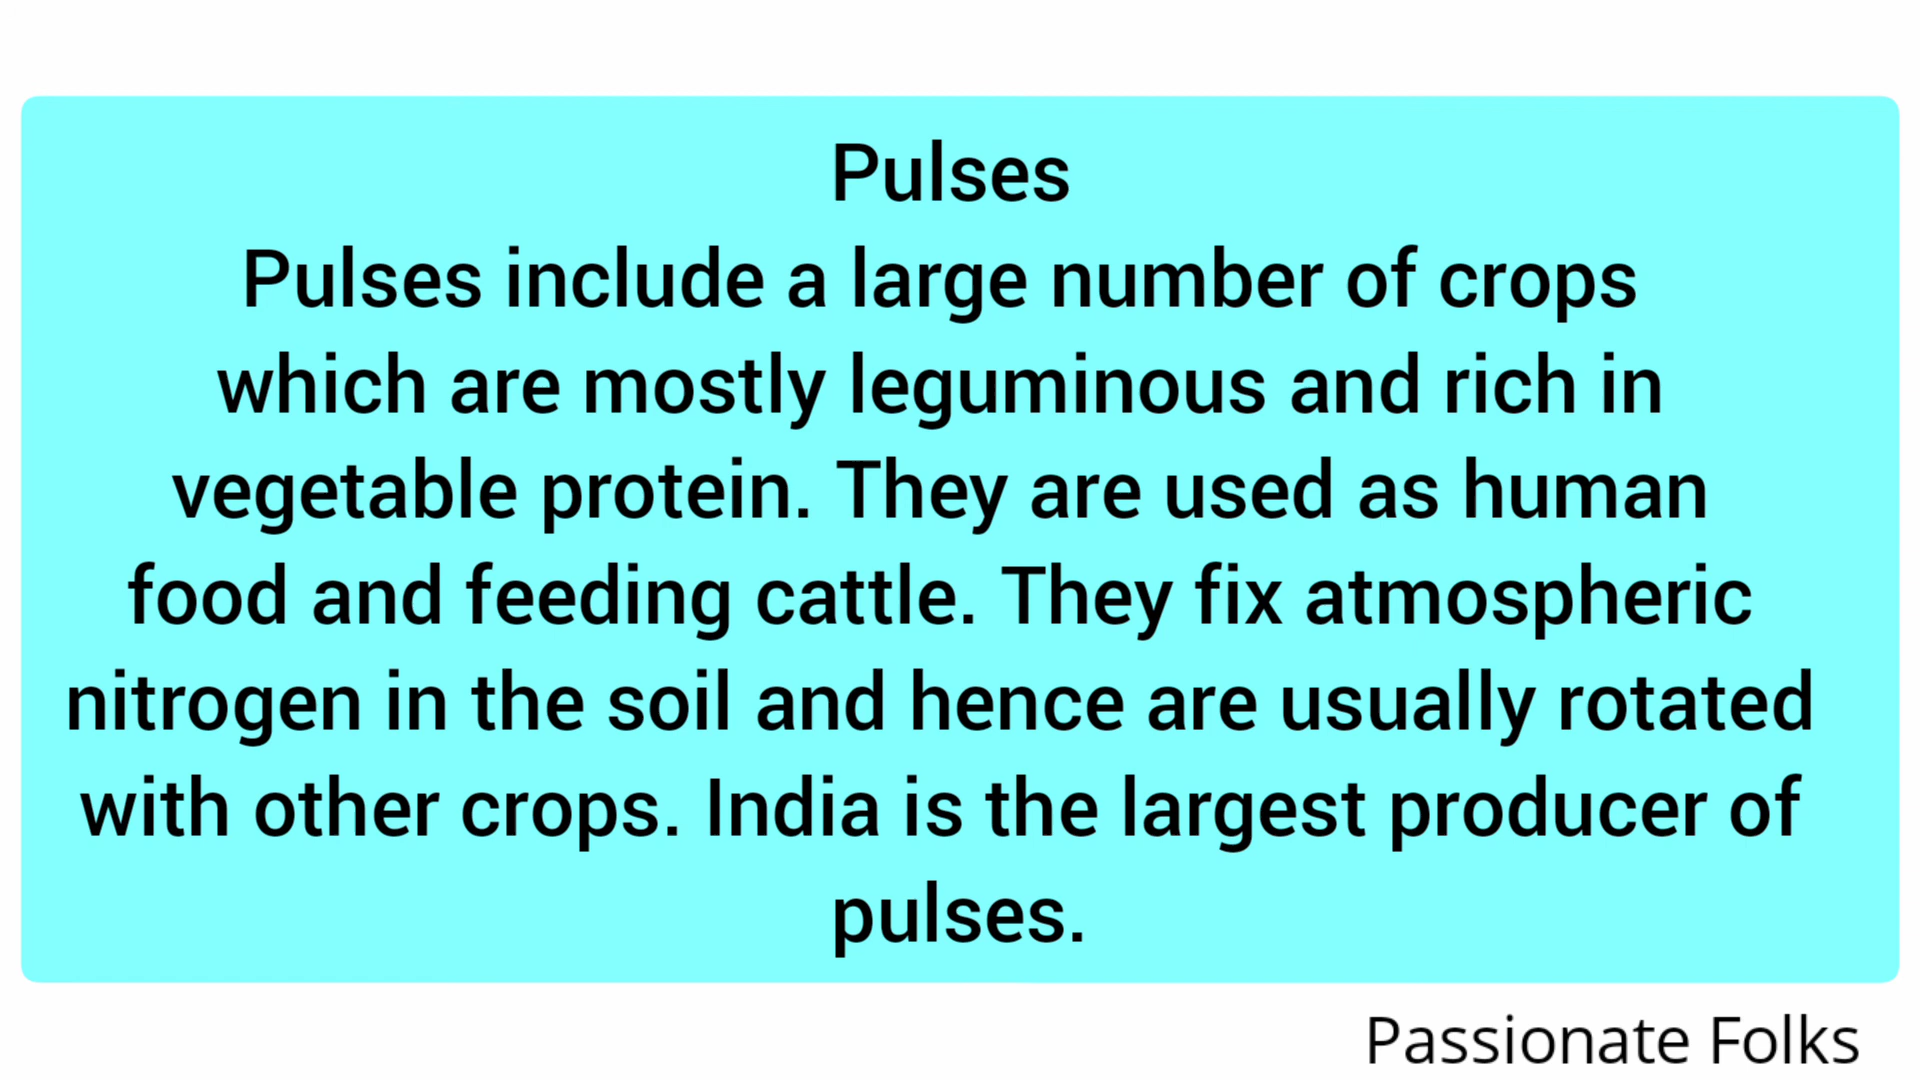 Pulses
Pulses include a large number of crops
which are mostly leguminous and rich in
vegetable protein. They are used as human
food and feeding cattle. They fix atmospheric
nitrogen in the soil and hence are usually rotated
with other crops. India is the largest producer of
pulses.
Passionate Folks